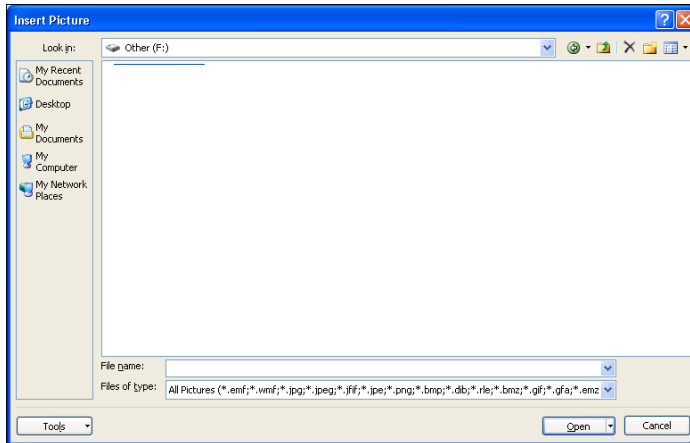 Insert Picture
Look in:
Other (F:)
My Recent
Documents
Desktop
My
Documents
My
Computer
My Network
Places
File name:
Files of type:
All Pictures (*.emf;*.wmf;*.jpg;*.jpeg;*.jfif;*.jpe;*.png;*.bmp;*.dib;*.rle;*.bmz;*.gif;*.gfa;*.emz
Tools
Open
Cancel